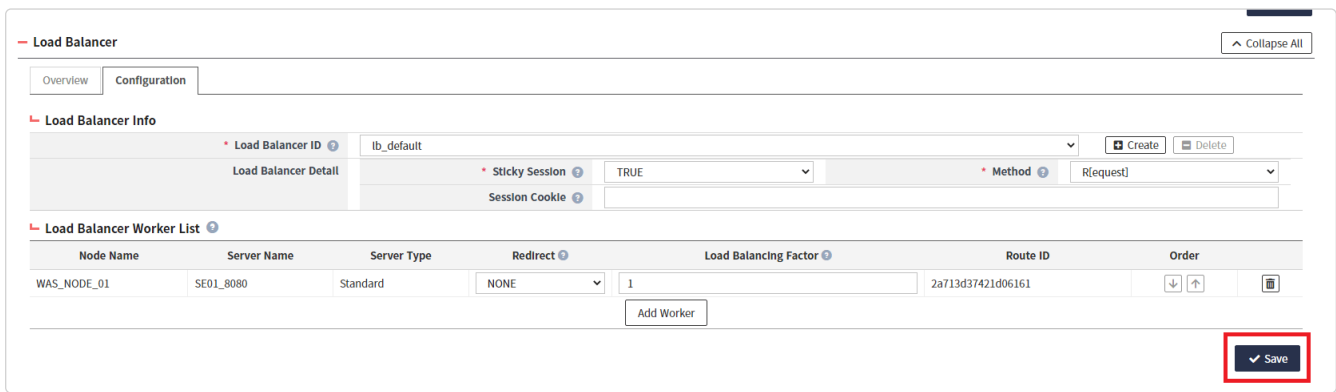 Load Balancer
Collapse All
Overview Configuration
Load Balancer Info
* Load Balancer ID ? lb_default Create Delete
Load Balancer Detail * Sticky Session ? TRUE * Method ? R[equest]
Session Cookie ?
Load Balancer Worker List ?
Node Name Server Name Server Type Redirect ? Load Balancing Factor ? Route ID Order
WAS_NODE_01 SE01_8080 Standard NONE 1 2a713d37421d06161
Add Worker
Save